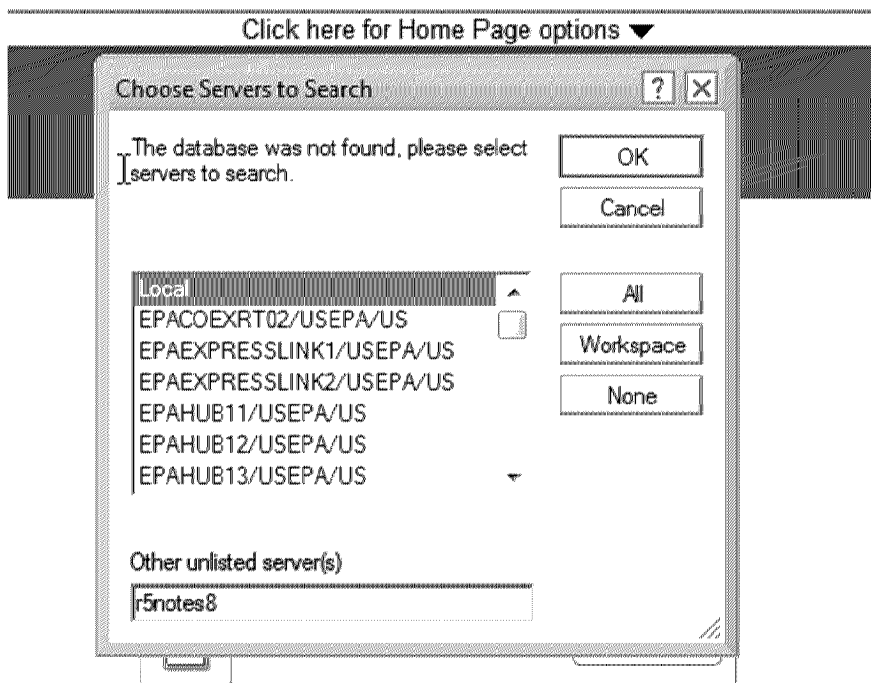 Click here for Home Page options
Choose Servers to Search
?
The database was not found, please select
servers to search.
OK
Cancel
Local
EPACOEXRT02/USEPA/US
EPAEXPRESSLINK1/USEPA/US
EPAEXPRESSLINK2/USEPA/US
EPAHUB11/USEPA/US
EPAHUB12/USEPA/US
EPAHUB13/USEPA/US
All
Workspace
None
Other unlisted server(s)
r5notes8